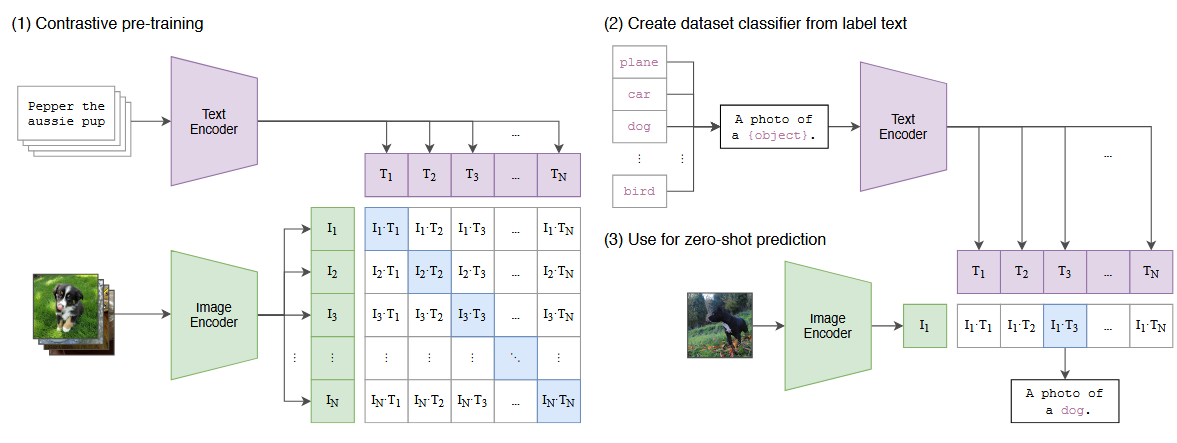 (1) Contrastive pre-training
Pepper the
aussie pup
Text
Encoder
...
T1 T2 T3 ... TN
I1 I1·T1 I1·T2 I1·T3 ... I1·TN
I2 I2·T1 I2·T2 I2·T3 ... I2·TN
Image
Encoder
I3 I3·T1 I3·T2 I3·T3 ... I3·TN
⋮ ⋮ ⋮ ⋮ ⋮ ⋱ ⋮
IN IN·T1 IN·T2 IN·T3 ... IN·TN
(2) Create dataset classifier from label text
plane
car
dog
⋮ ⋮
bird
A photo of
a {object}.
Text
Encoder
...
(3) Use for zero-shot prediction
T1 T2 T3 ... TN
Image
Encoder
I1 I1·T1 I1·T2 I1·T3 ... I1·TN
A photo of
a dog.